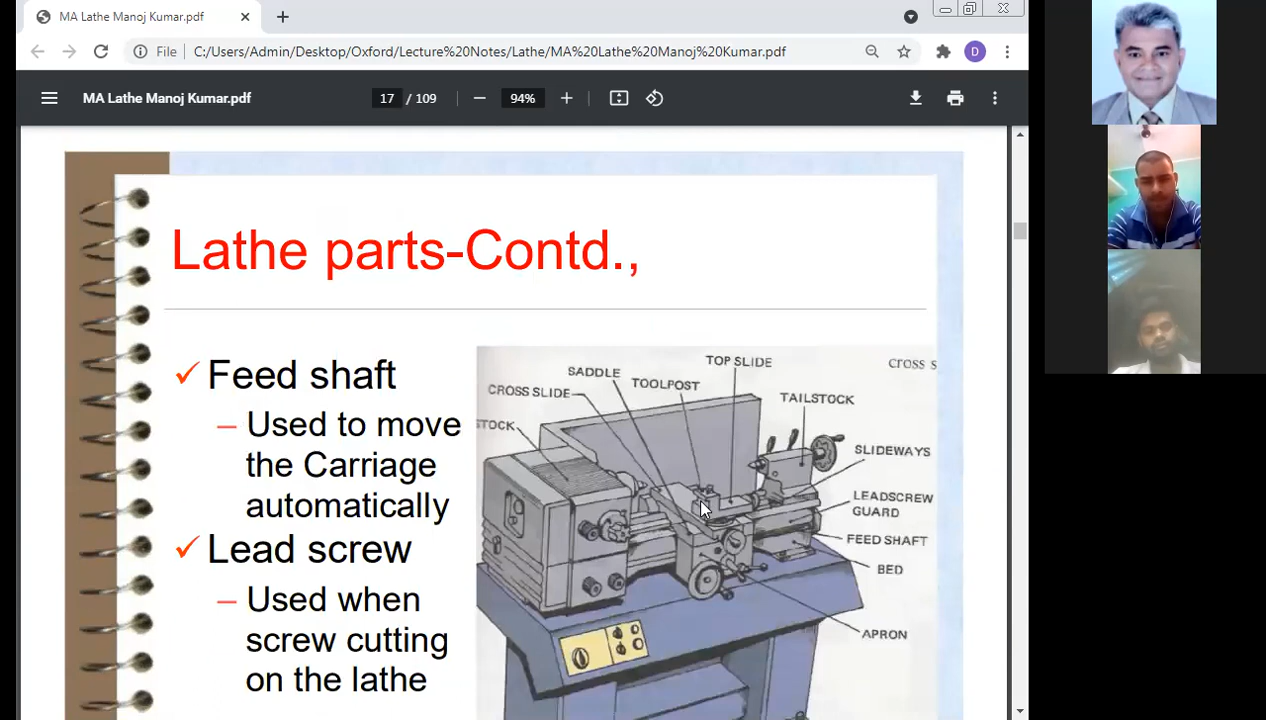 MA Lathe Manoj Kumar.pdf
File
C:/Users/Admin/Desktop/Oxford/Lecture%20Notes/Lathe/MA%20Lathe%20Manoj%20Kumar.pdf
D
MA Lathe Manoj Kumar.pdf
17 / 109
94%
Lathe parts-Contd.,
✓ Feed shaft
– Used to move
the Carriage
automatically
✓ Lead screw
– Used when
screw cutting
on the lathe
TOP SLIDE
cross s
SADDLE
TOOLPOST
CROSS SLIDE
TAILSTOCK
STOCK
SLIDEWAYS
LEADSCREW
GUARD
FEED SHAFT
BED
APRON